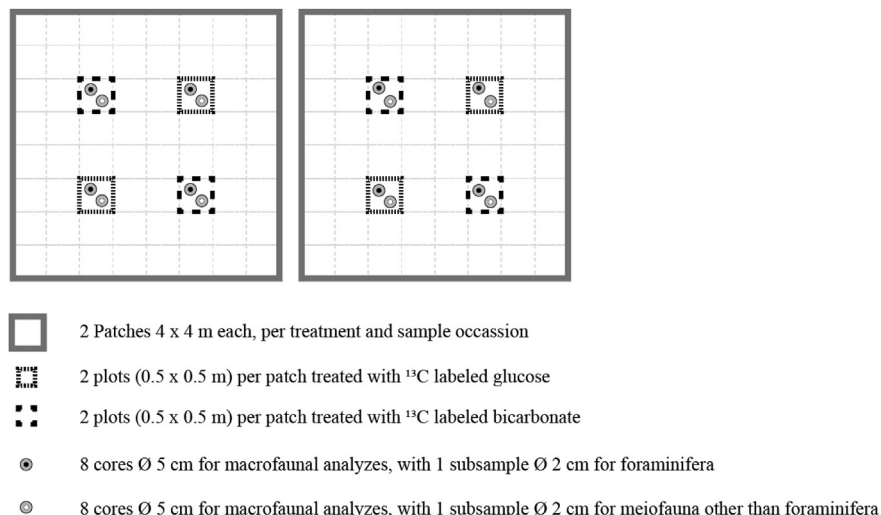 2 Patches 4 x 4 m each, per treatment and sample occassion
2 plots (0.5 x 0.5 m) per patch treated with ¹³C labeled glucose
2 plots (0.5 x 0.5 m) per patch treated with ¹³C labeled bicarbonate
8 cores Ø 5 cm for macrofaunal analyzes, with 1 subsample Ø 2 cm for foraminifera
8 cores Ø 5 cm for macrofaunal analyzes, with 1 subsample Ø 2 cm for meiofauna other than foraminifera